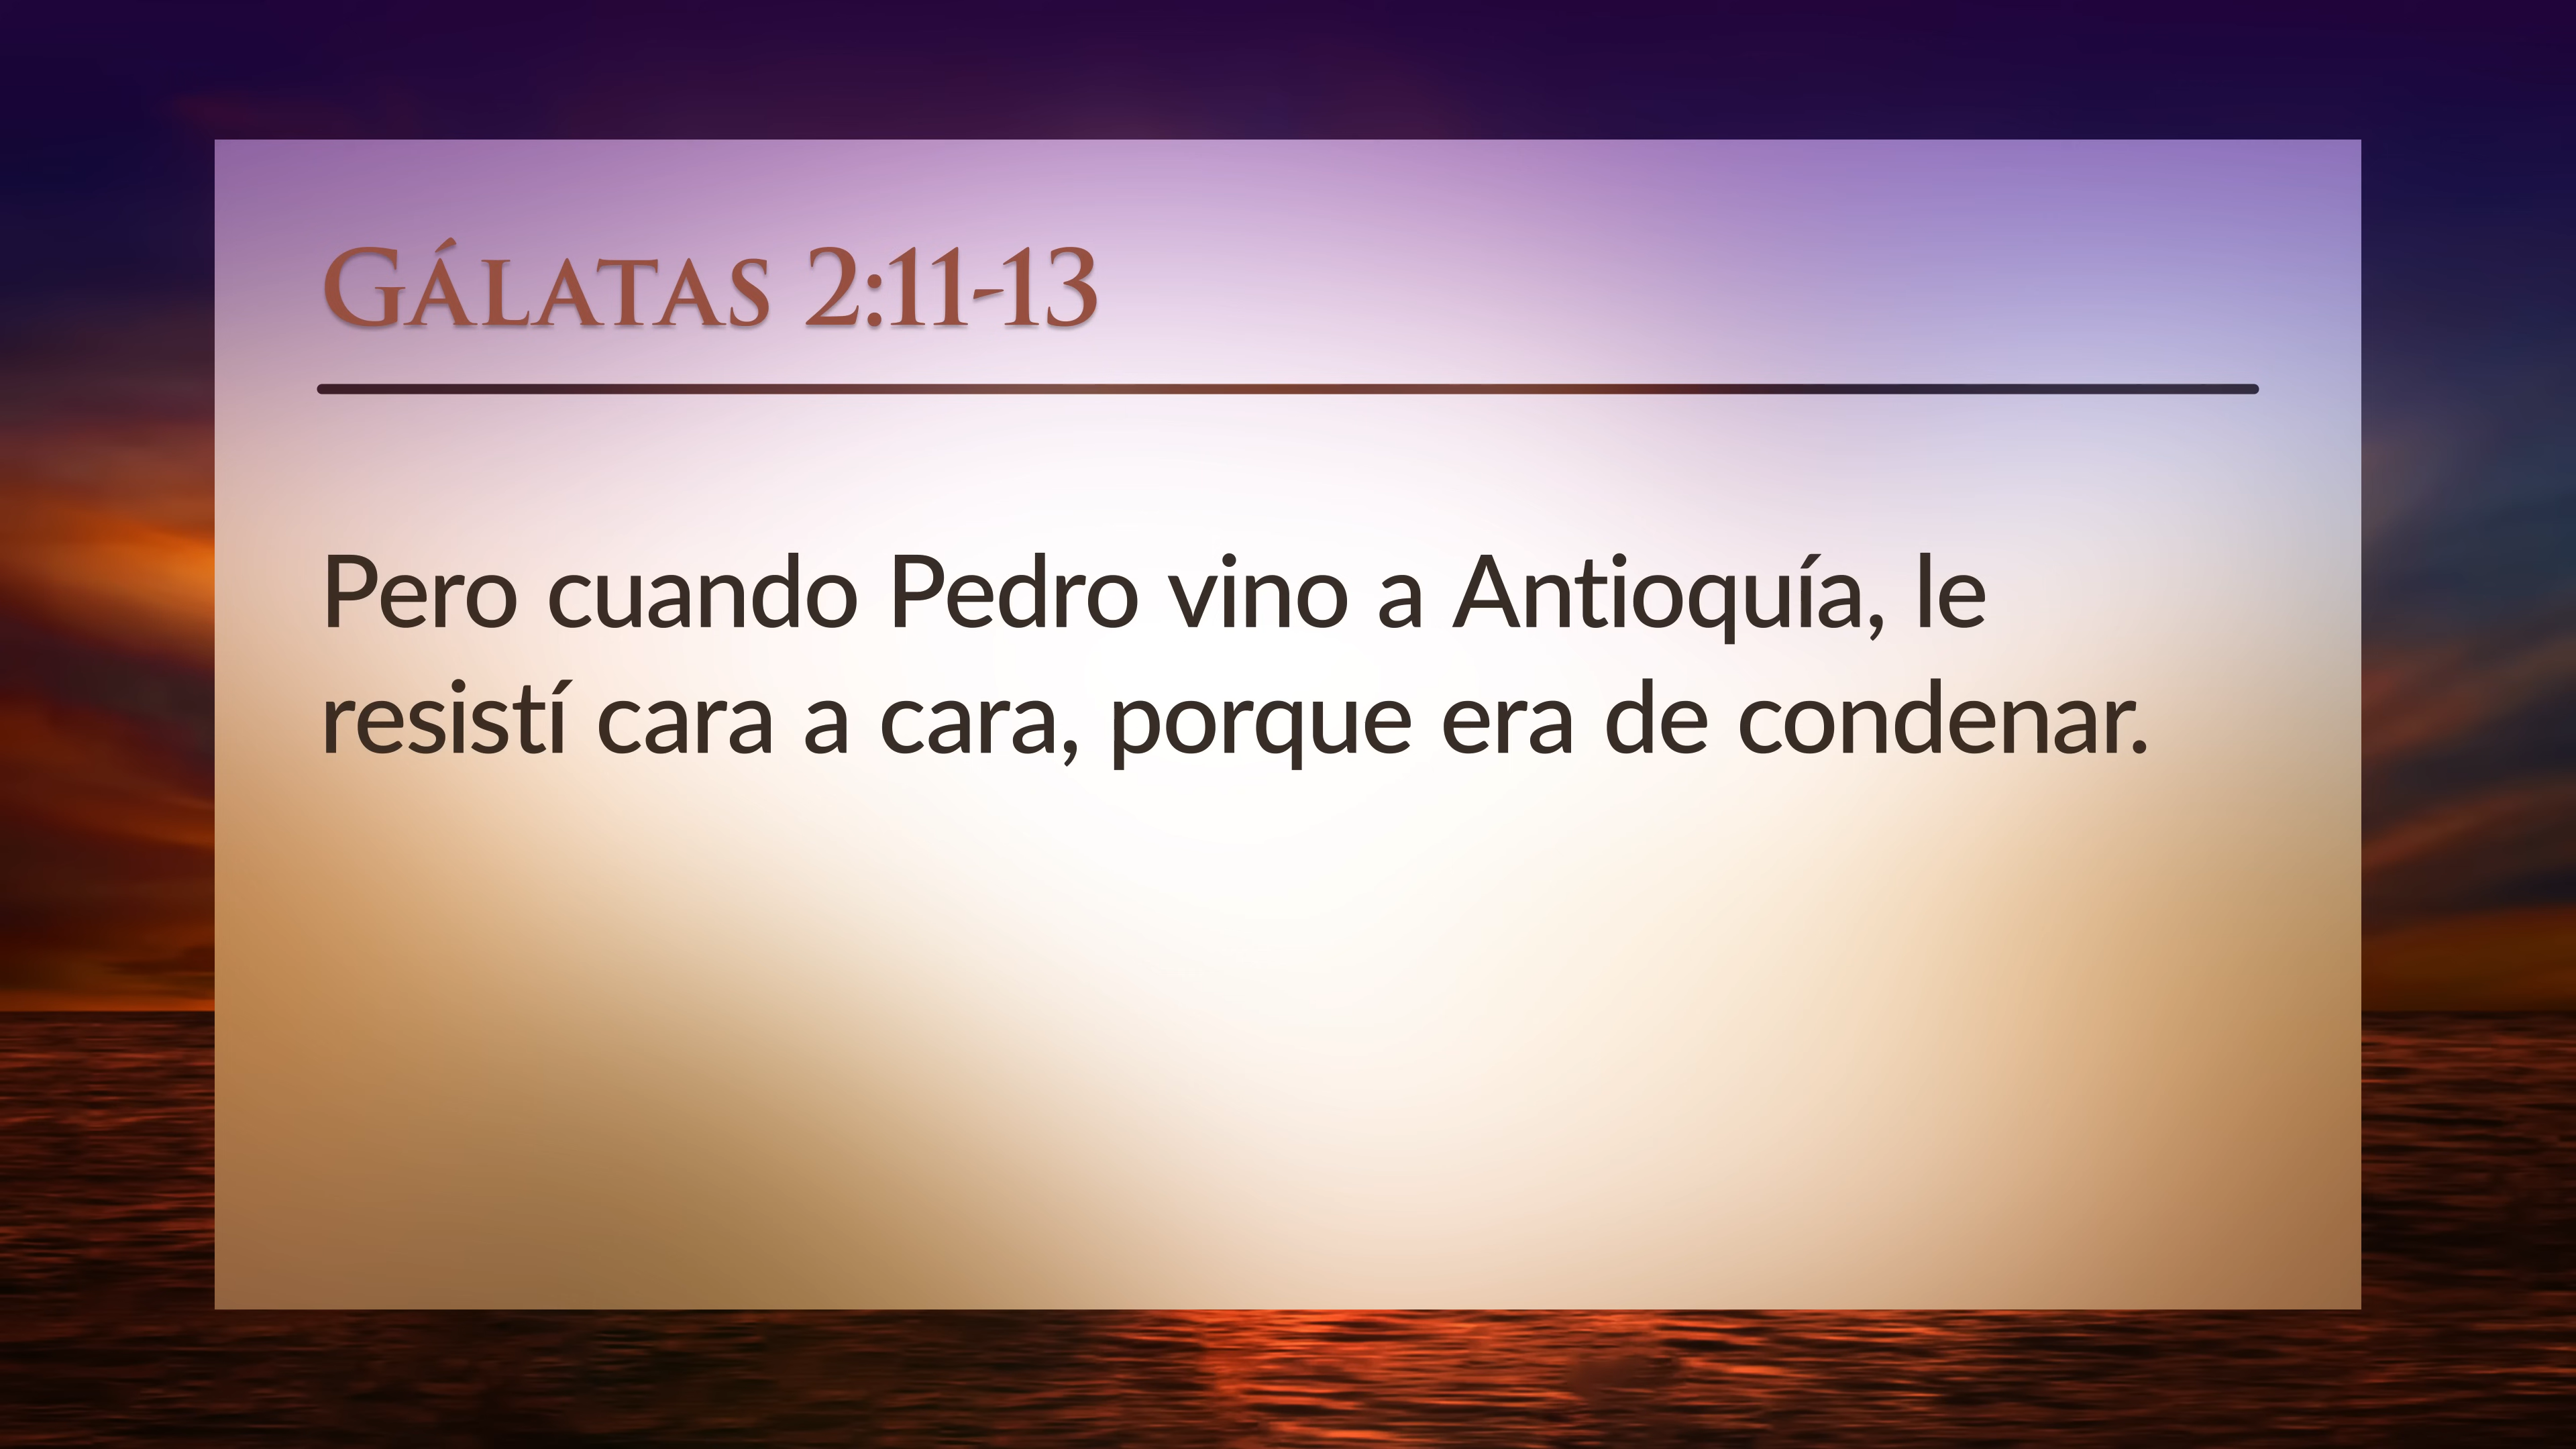 Gálatas 2:11-13
Pero cuando Pedro vino a Antioquía, le
resistí cara a cara, porque era de condenar.